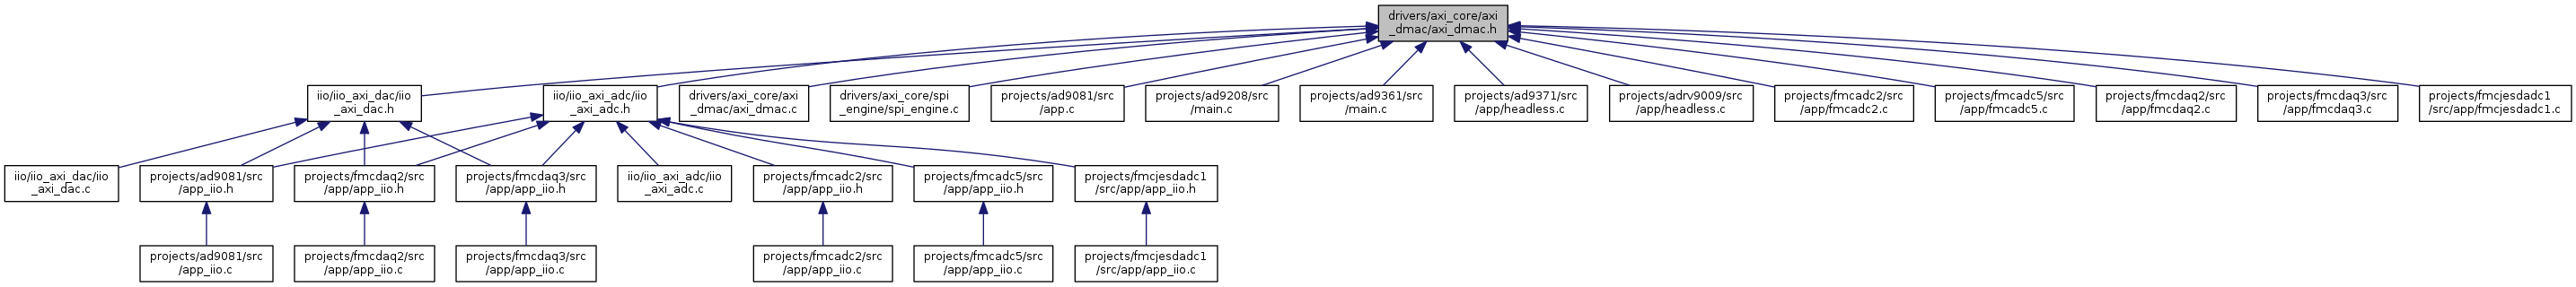 drivers/axi_core/axi
_dmac/axi_dmac.h
iio/iio_axi_dac/iio
_axi_dac.h
iio/iio_axi_adc/iio
_axi_adc.h
drivers/axi_core/axi
_dmac/axi_dmac.c
drivers/axi_core/spi
_engine/spi_engine.c
projects/ad9081/src
/app.c
projects/ad9208/src
/main.c
projects/ad9361/src
/main.c
projects/ad9371/src
/app/headless.c
projects/adrv9009/src
/app/headless.c
projects/fmcadc2/src
/app/fmcadc2.c
projects/fmcadc5/src
/app/fmcadc5.c
projects/fmcdaq2/src
/app/fmcdaq2.c
projects/fmcdaq3/src
/app/fmcdaq3.c
projects/fmcjesdadc1
/src/app/fmcjesdadc1.c
iio/iio_axi_dac/iio
_axi_dac.c
projects/ad9081/src
/app_iio.h
projects/fmcdaq2/src
/app/app_iio.h
projects/fmcdaq3/src
/app/app_iio.h
iio/iio_axi_adc/iio
_axi_adc.c
projects/fmcadc2/src
/app/app_iio.h
projects/fmcadc5/src
/app/app_iio.h
projects/fmcjesdadc1
/src/app/app_iio.h
projects/ad9081/src
/app_iio.c
projects/fmcdaq2/src
/app/app_iio.c
projects/fmcdaq3/src
/app/app_iio.c
projects/fmcadc2/src
/app/app_iio.c
projects/fmcadc5/src
/app/app_iio.c
projects/fmcjesdadc1
/src/app/app_iio.c